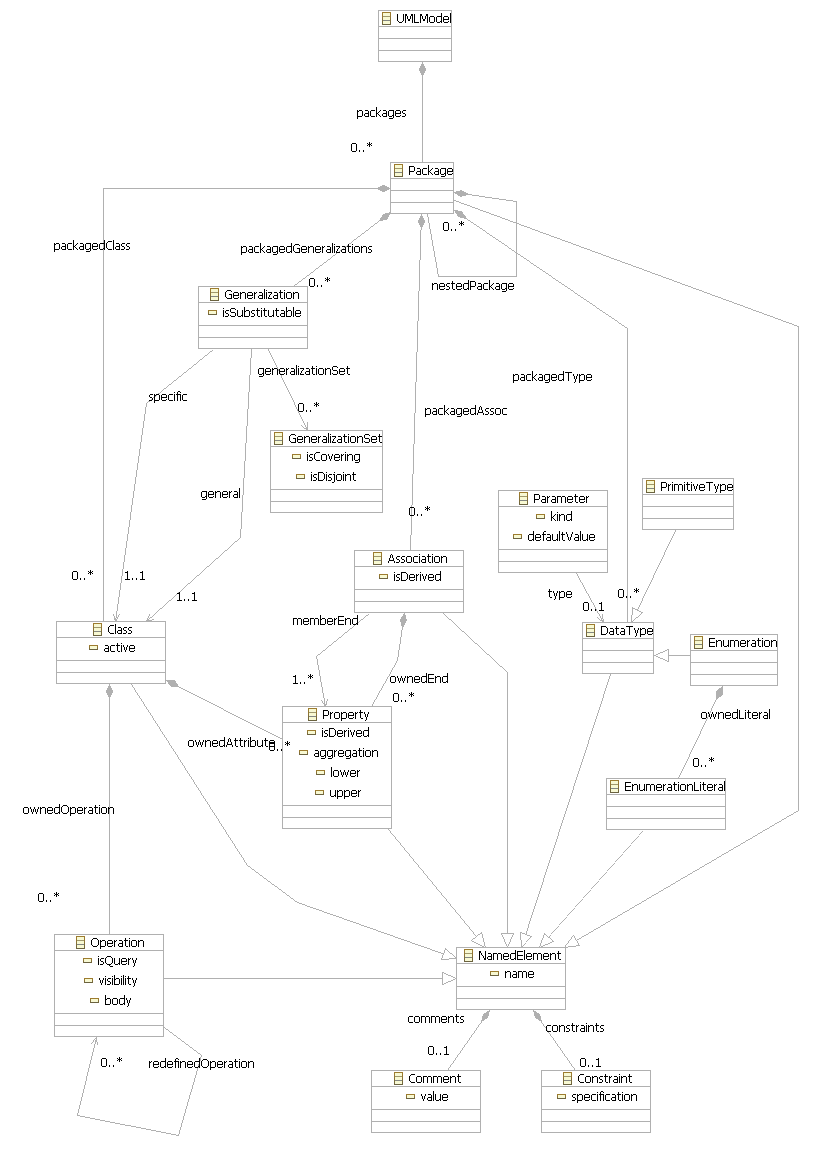 UMLModel
packages
0..*
Package
0..*
packagedClass
packagedGeneralizations
0..*
nestedPackage
Generalization
isSubstitutable
generalizationSet
packagedType
specific
0..*
packagedAssoc
GeneralizationSet
isCovering
isDisjoint
general
PrimitiveType
Parameter
kind
defaultValue
0..*
Association
isDerived
0..*
1..1
1..1
type
0..1
0..*
memberEnd
Class
active
DataType
Enumeration
ownedEnd
1..*
0..*
ownedLiteral
Property
isDerived
aggregation
lower
upper
ownedAttribute
0..*
0..*
EnumerationLiteral
ownedOperation
0..*
Operation
isQuery
visibility
body
NamedElement
name
comments
constraints
0..1
0..1
0..*
redefinedOperation
Comment
value
Constraint
specification